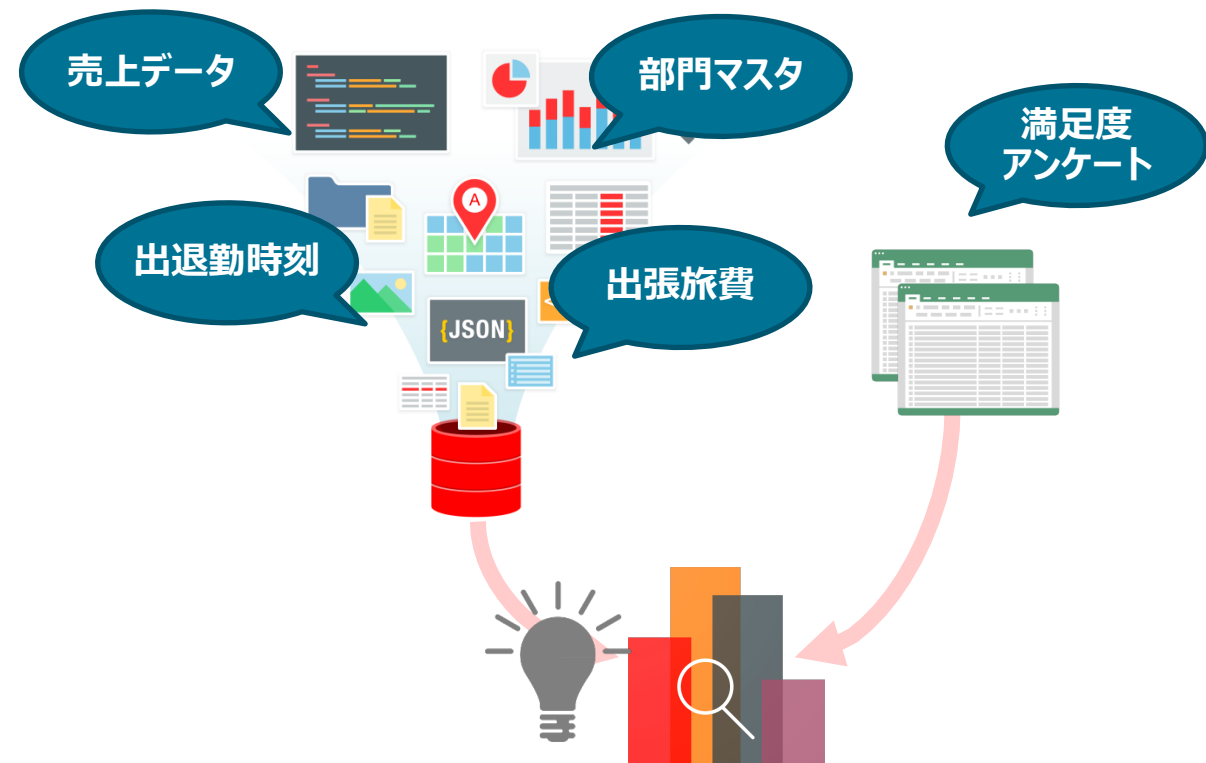 売上データ
部門マスタ
満足度
アンケート
A
出退勤時刻
出張旅費
{JSON}